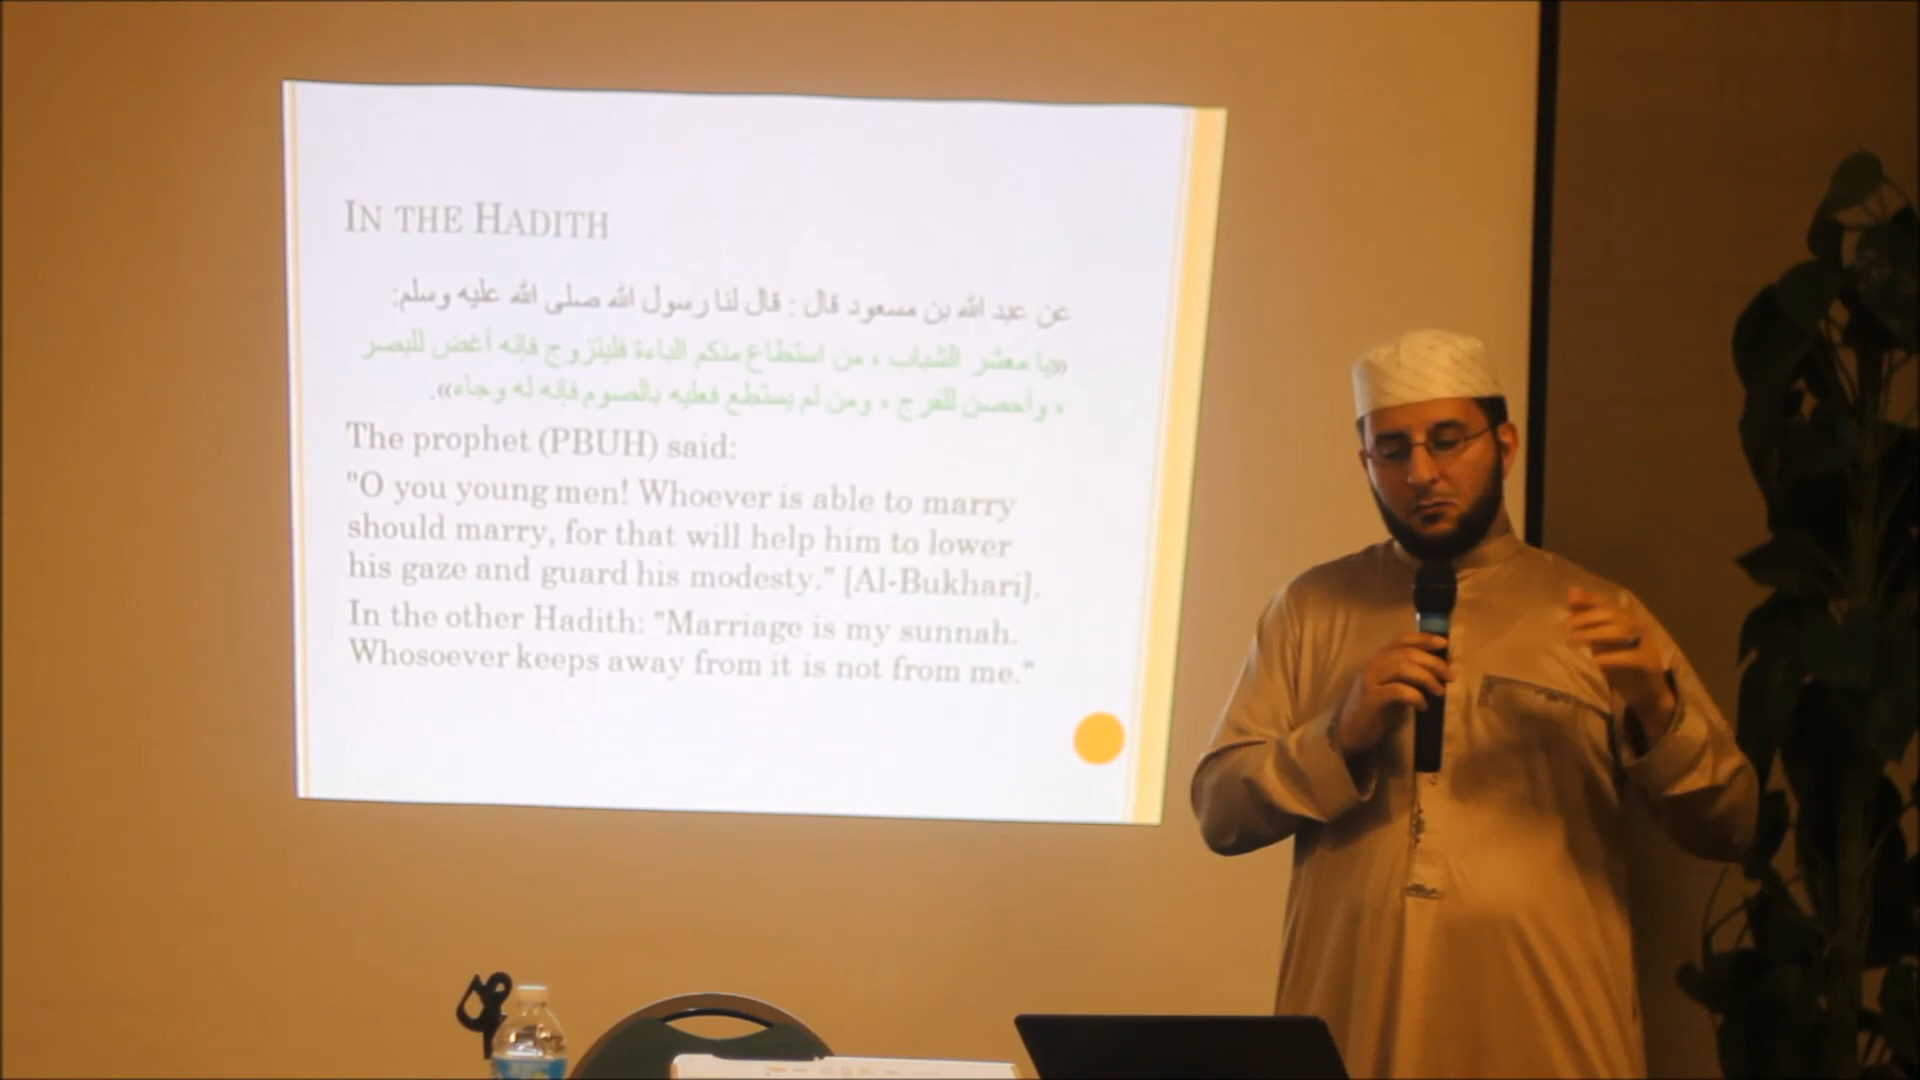 IN THE HADITH
عن عبد الله بن مسعود قال : قال لنا رسول الله صلى الله عليه وسلم:
«يا معشر الشباب ، من استطاع منكم الباءة فليتزوج فإنه أغض للبصر
، وأحصن للفرج ، ومن لم يستطع فعليه بالصوم فإنه له وجاء».
The prophet (PBUH) said:
"O you young men! Whoever is able to marry
should marry, for that will help him to lower
his gaze and guard his modesty." [Al-Bukhari].
In the other Hadith: "Marriage is my sunnah.
Whosoever keeps away from it is not from me."